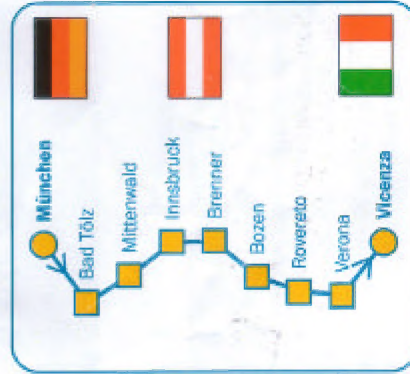 München
Bad Tölz
Mittenwald
Innsbruck
Brenner
Bozen
Rovereto
Verona
Vicenza